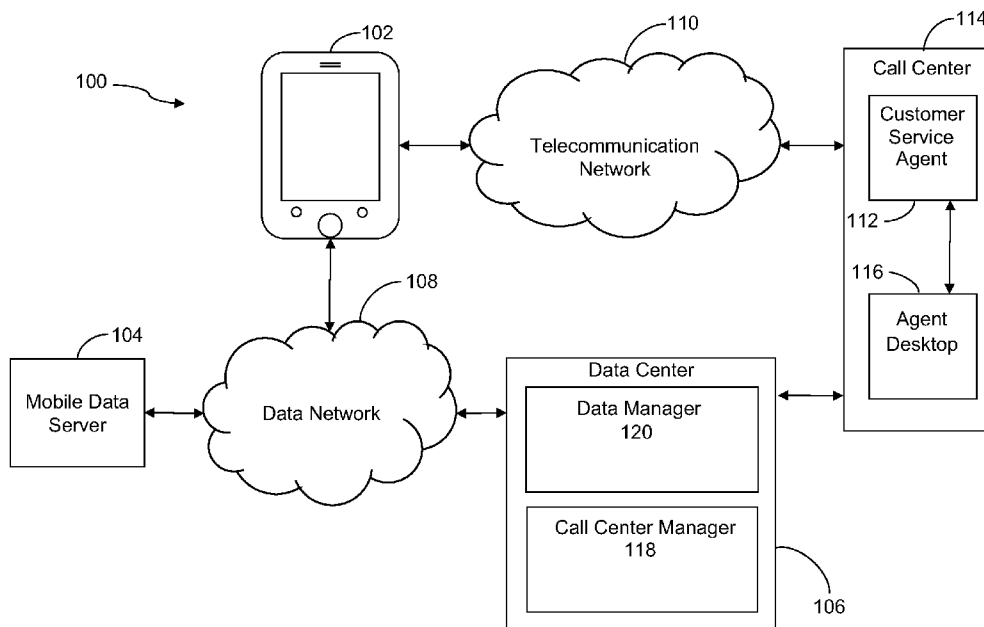 100
102
110
114
Call Center
Customer
Service
Agent
112
Telecommunication
Network
116
Agent
Desktop
108
104
Mobile Data
Server
Data Network
Data Center
Data Manager
120
Call Center Manager
118
106